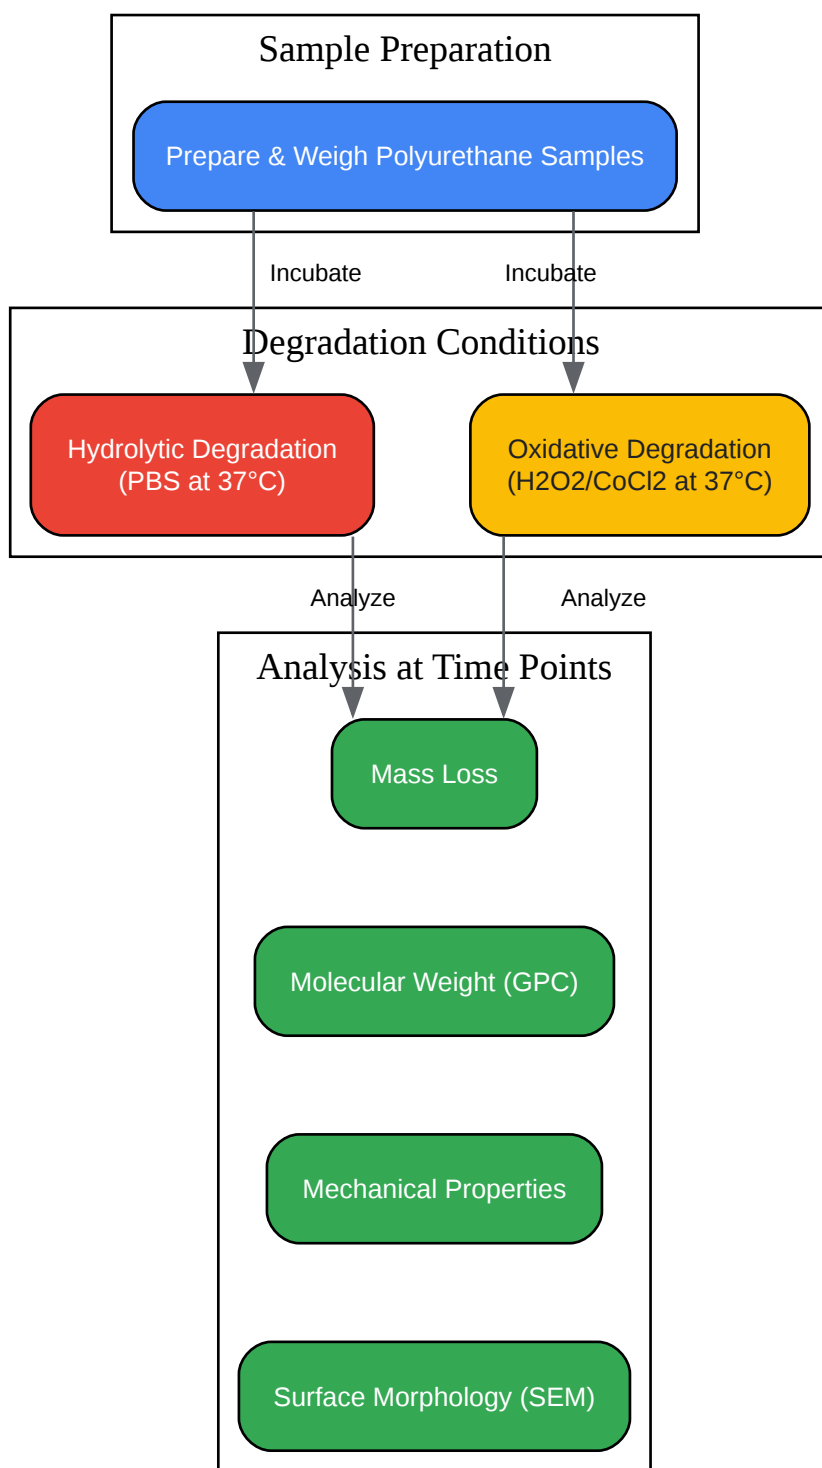 Sample Preparation
Prepare & Weigh Polyurethane Samples
Incubate
Incubate
Degradation Conditions
Hydrolytic Degradation
(PBS at 37°C)
Oxidative Degradation
(H2O2/CoCl2 at 37°C)
Analyze
Analyze
Analysis at Time Points
Mass Loss
Molecular Weight (GPC)
Mechanical Properties
Surface Morphology (SEM)